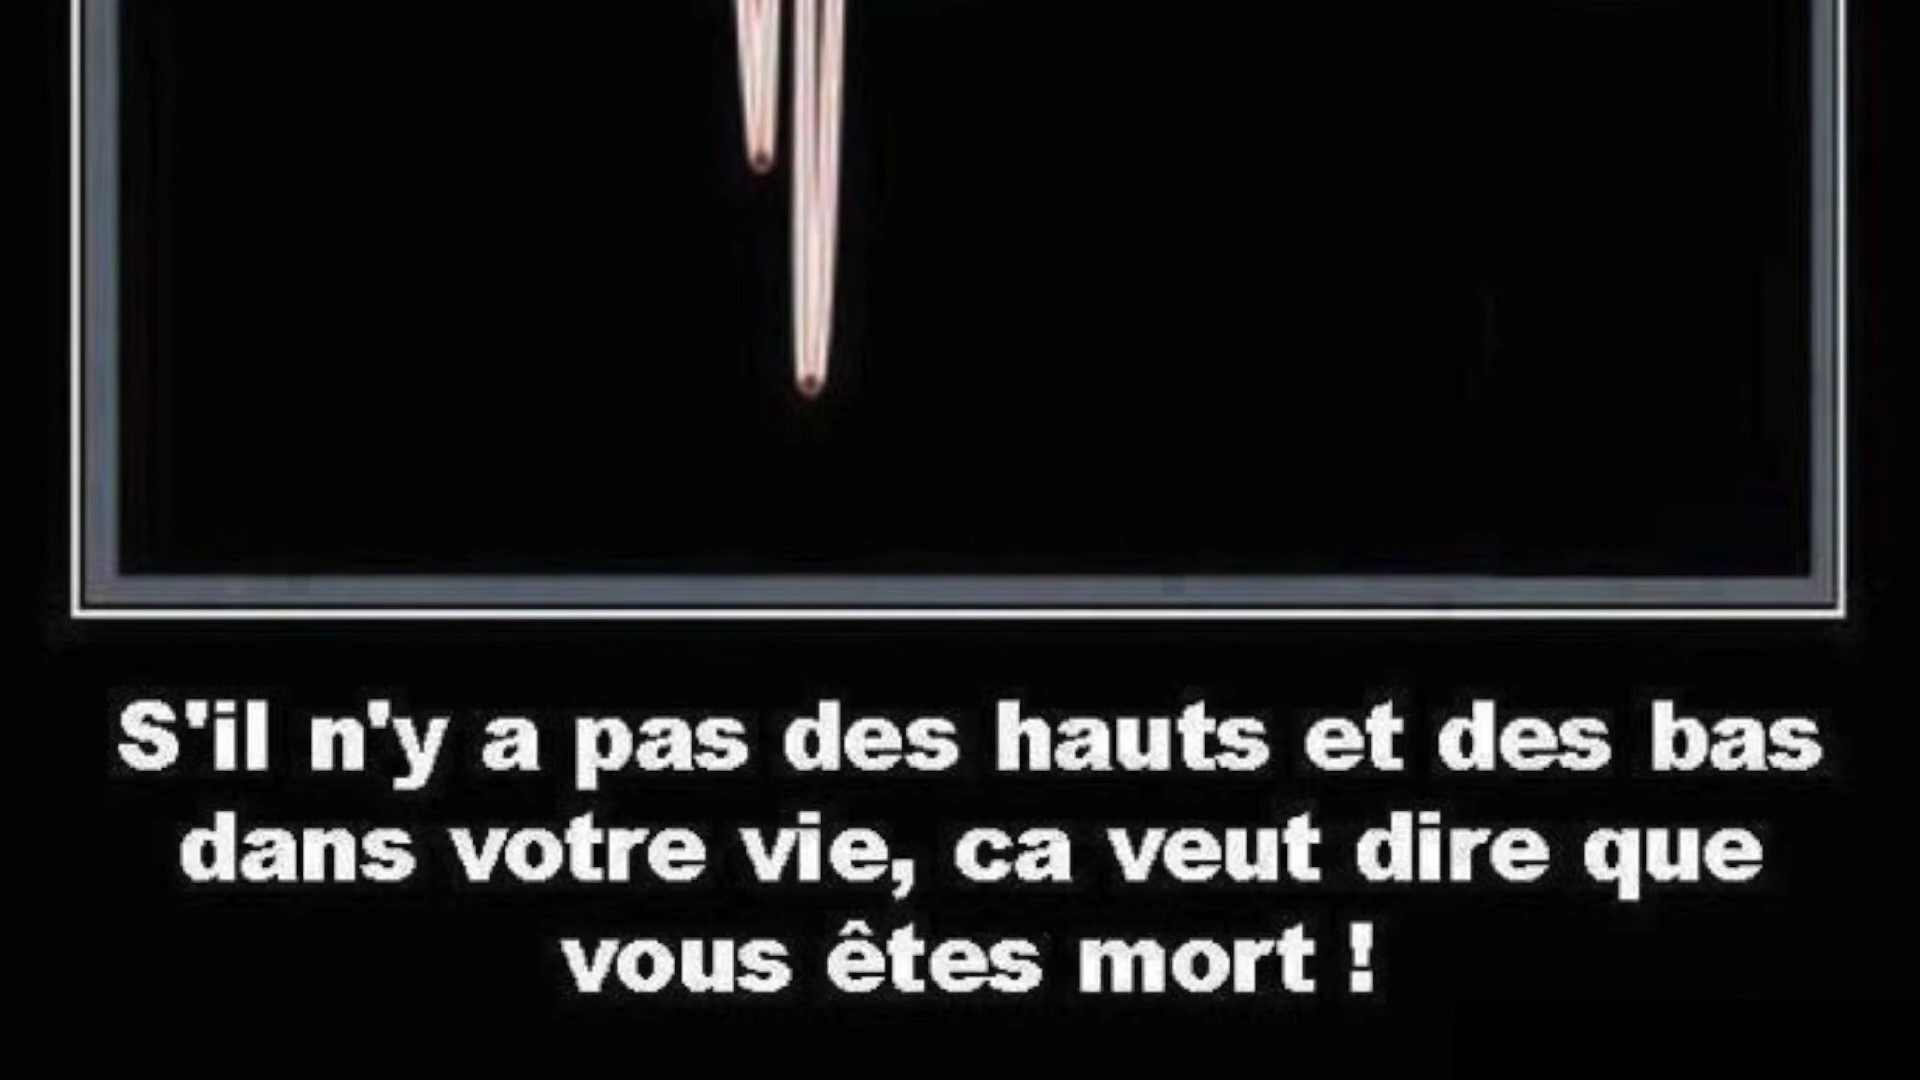 S'il n'y a pas des hauts et des bas
dans votre vie, ca veut dire que
vous êtes mort !